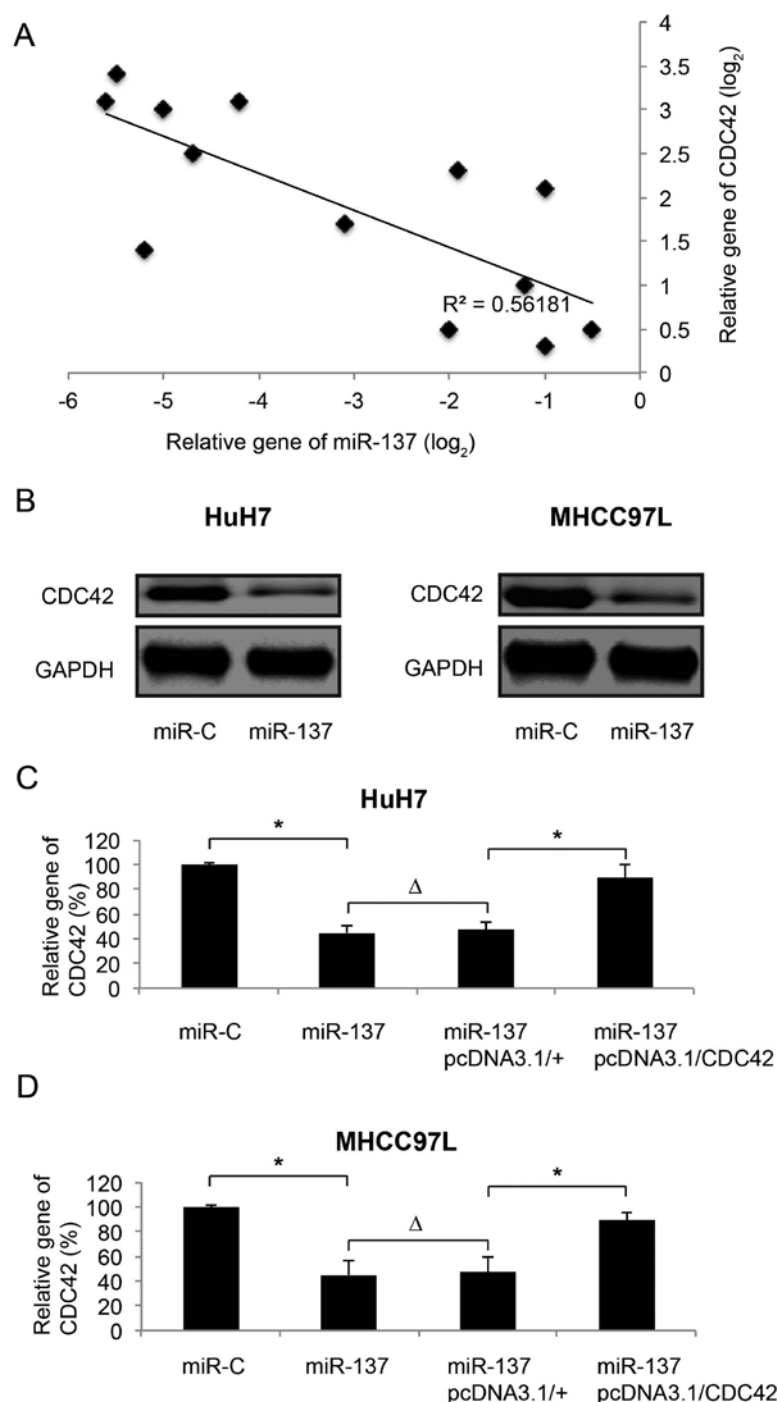 A
4
3.5
3
2.5
2
1.5
1
0.5
0
Relative gene of CDC42 (log2)
R² = 0.56181
-6 -5 -4 -3 -2 -1 0
Relative gene of miR-137 (log2)
B
HuH7
MHCC97L
CDC42
GAPDH
miR-C miR-137
CDC42
GAPDH
miR-C miR-137
C
HuH7
Relative gene of
CDC42 (%)
120
100
80
60
40
20
0
*
Δ
*
miR-C
miR-137
miR-137
pcDNA3.1/+
miR-137
pcDNA3.1/CDC42
D
MHCC97L
Relative gene of
CDC42 (%)
120
100
80
60
40
20
0
*
Δ
*
miR-C
miR-137
miR-137
pcDNA3.1/+
miR-137
pcDNA3.1/CDC42